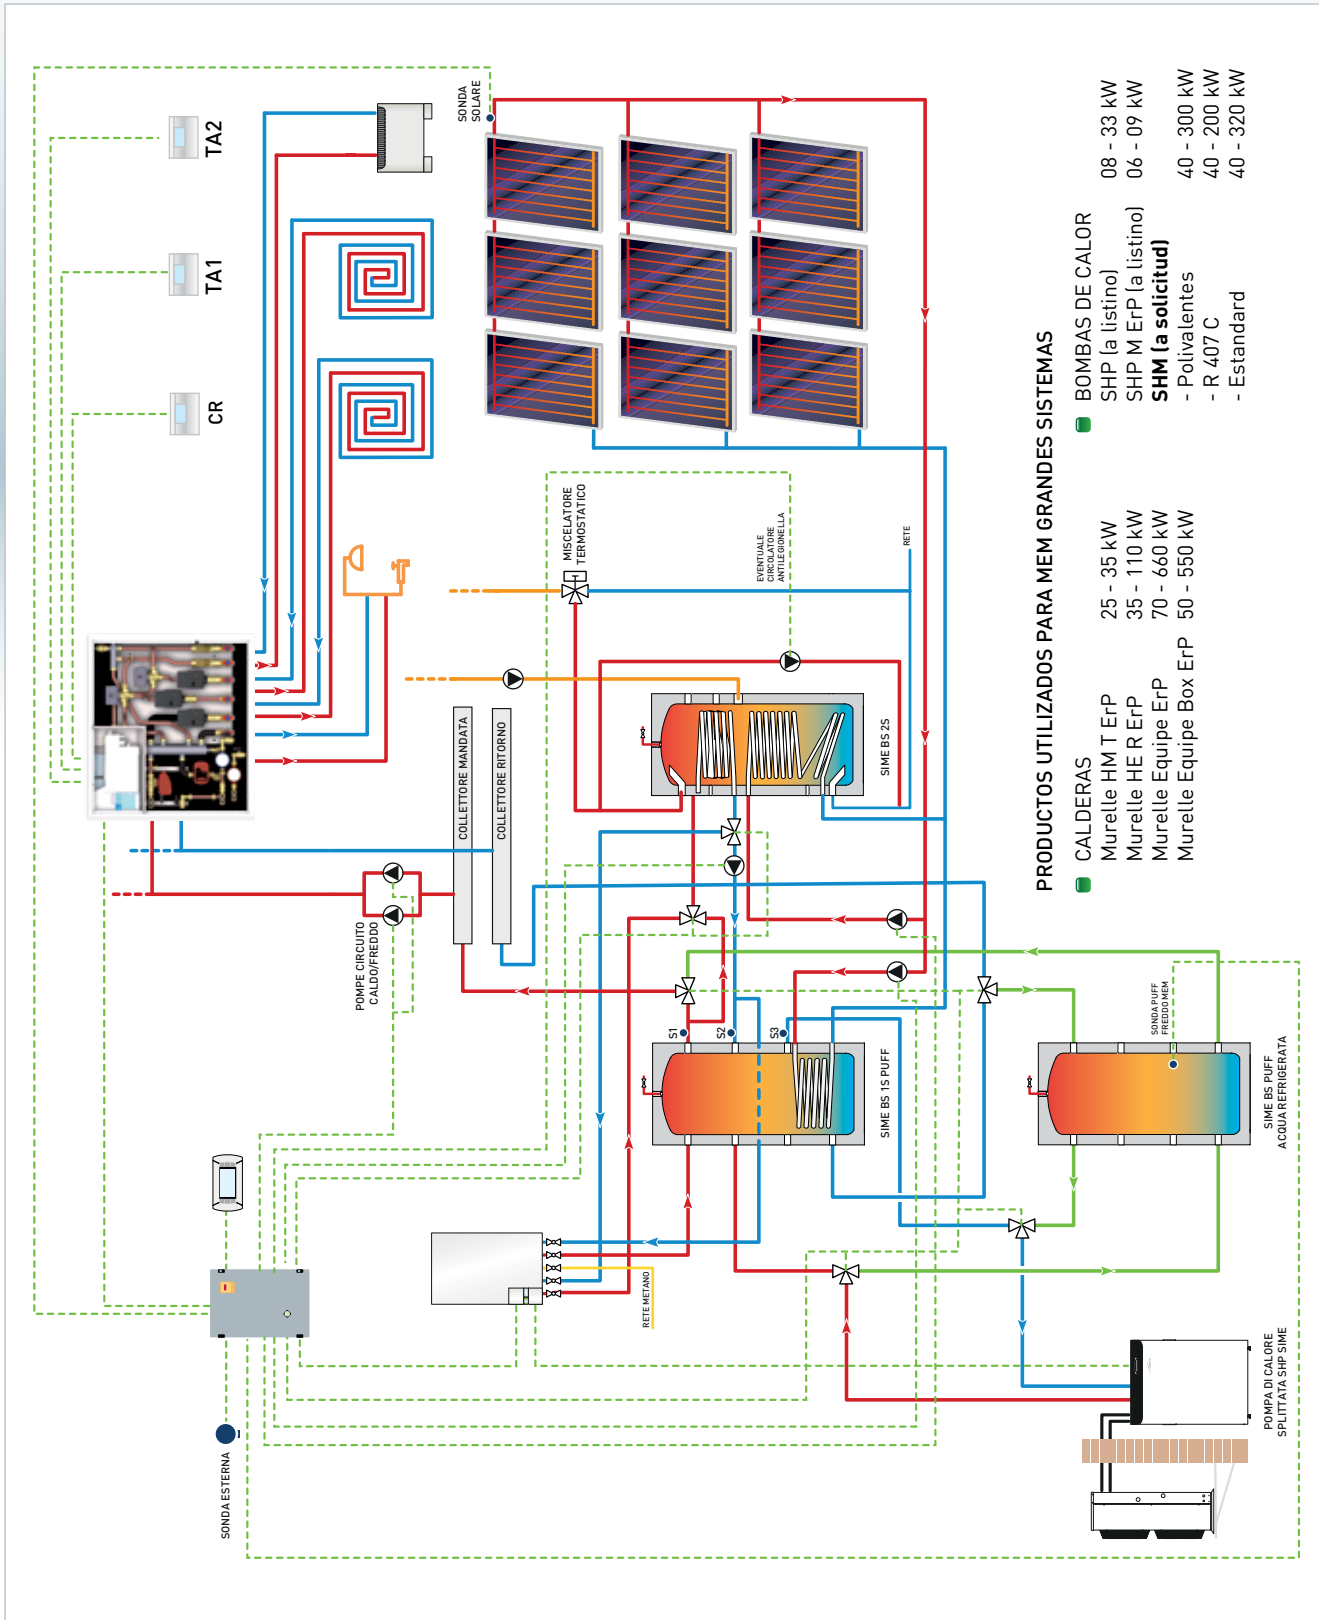 SONDA ESTERNA
TA2
TA1
CR
SONDA
SOLARE
POMPE CIRCUITO
CALDO/FREDDO
COLLETTORE MANDATA
COLLETTORE RITORNO
MISCELATORE
TERMOSTATICO
EVENTUALE
CIRCOLATORE
ANTILEGIONELLA
RETE
RETE METANO
S1
S2
S3
SIME BS 2S
SIME BS 1S PUFF
SONDA PUFF
FREDDO MEM
SIME BS PUFF
ACQUA REFRIGERATA
POMPA DI CALORE
SPLITTATA SHP SIME
PRODUCTOS UTILIZADOS PARA MEM GRANDES SISTEMAS
CALDERAS
Murelle HM T ErP 25 - 35 kW
Murelle HE R ErP 35 - 110 kW
Murelle Equipe ErP 70 - 660 kW
Murelle Equipe Box ErP 50 - 550 kW
BOMBAS DE CALOR
SHP (a listino) 08 - 33 kW
SHP M ErP (a listino) 06 - 09 kW
SHM (a solicitud)
- Polivalentes 40 - 300 kW
- R 407 C 40 - 200 kW
- Estandard 40 - 320 kW